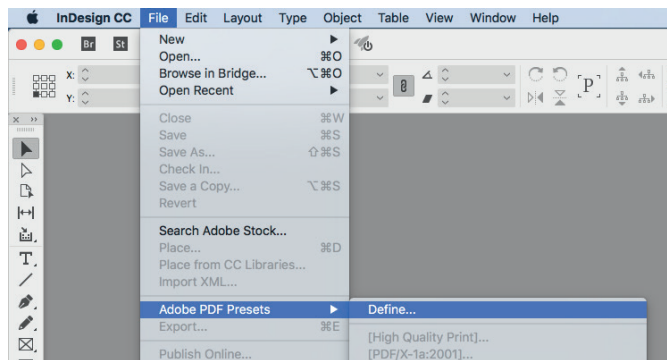 InDesign CC File Edit Layout Type Object Table View Window Help
Br St
New
Open... ⌘O
Browse in Bridge... ⌥⌘O
Open Recent
X:
Y:
P
Close ⌘W
Save ⌘S
Save As... ⇧⌘S
Check In...
Save a Copy... ⌥⌘S
Revert
Search Adobe Stock...
Place... ⌘D
Place from CC Libraries...
Import XML...
T
Adobe PDF Presets Define...
Export... ⌘E
[High Quality Print]...
Publish Online...
[PDF/X-1a:2001]...